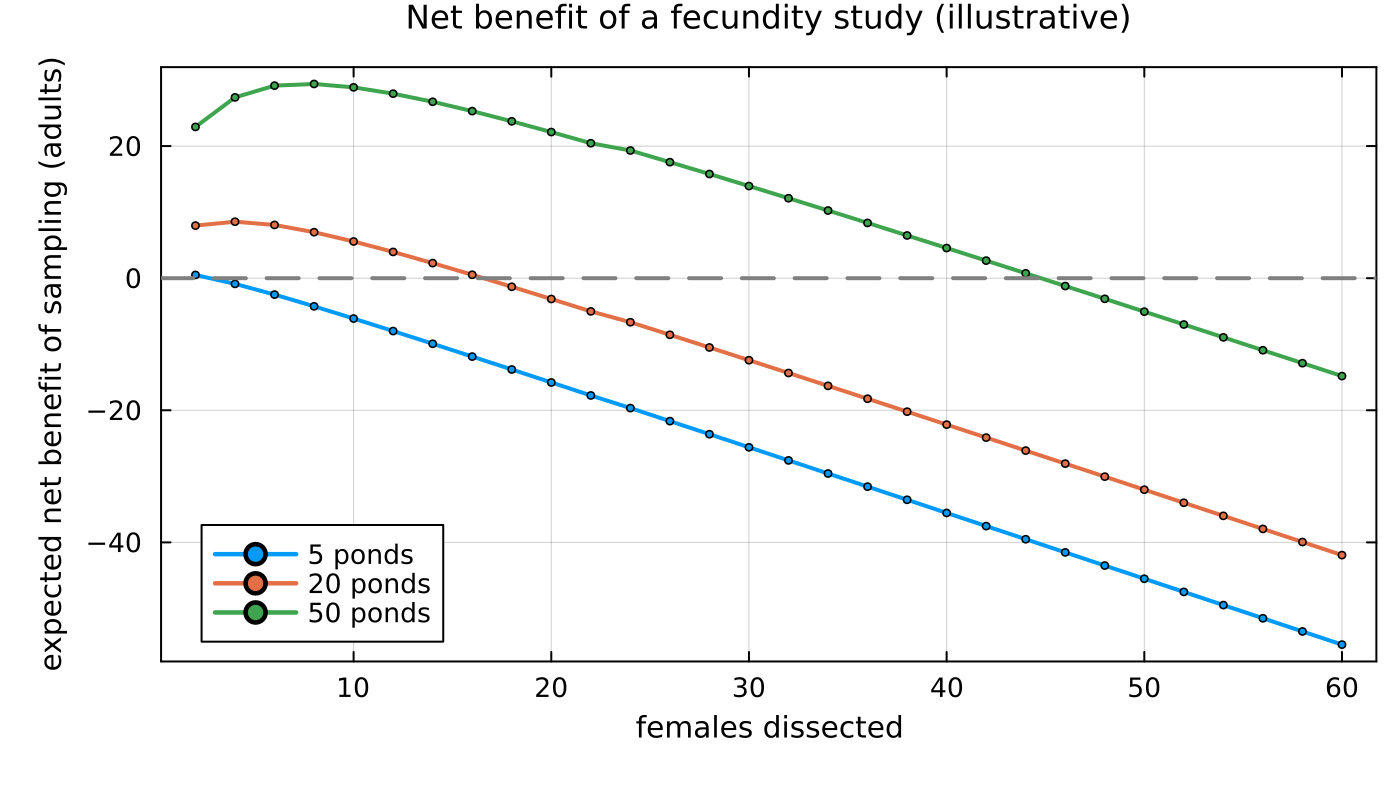 Net benefit of a fecundity study (illustrative)
expected net benefit of sampling (adults)
20
0
−20
−40
5 ponds
20 ponds
50 ponds
10
20
30
40
50
60
females dissected